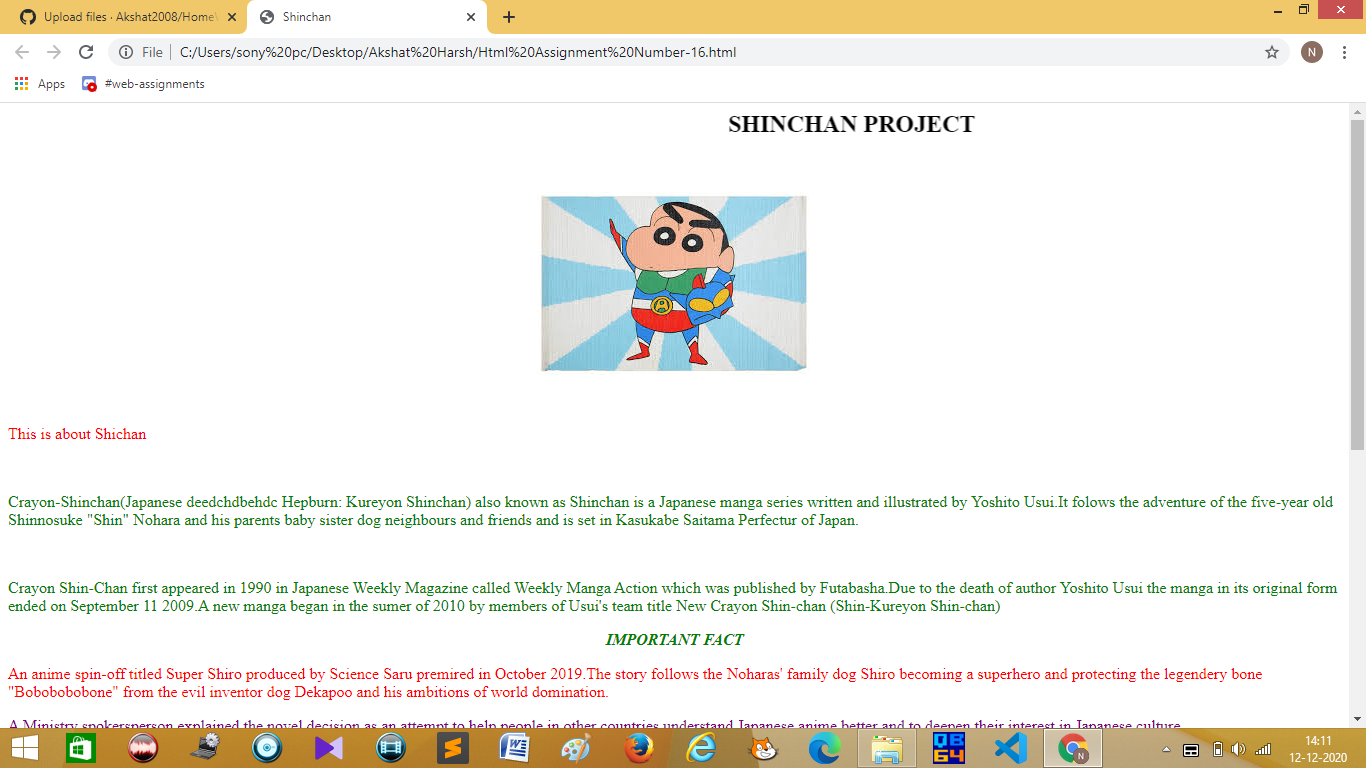 Upload files · Akshat2008/Home
Shinchan
File
C:/Users/sony%20pc/Desktop/Akshat%20Harsh/Html%20Assignment%20Number-16.html
N
Apps
#web-assignments
SHINCHAN PROJECT
This is about Shichan
Crayon-Shinchan(Japanese deedchdbehdc Hepburn: Kureyon Shinchan) also known as Shinchan is a Japanese manga series written and illustrated by Yoshito Usui.It folows the adventure of the five-year old
Shinnosuke "Shin" Nohara and his parents baby sister dog neighbours and friends and is set in Kasukabe Saitama Perfectur of Japan.
Crayon Shin-Chan first appeared in 1990 in Japanese Weekly Magazine called Weekly Manga Action which was published by Futabasha.Due to the death of author Yoshito Usui the manga in its original form
ended on September 11 2009.A new manga began in the sumer of 2010 by members of Usui's team title New Crayon Shin-chan (Shin-Kureyon Shin-chan)
IMPORTANT FACT
An anime spin-off titled Super Shiro produced by Science Saru premired in October 2019.The story follows the Noharas' family dog Shiro becoming a superhero and protecting the legendery bone
"Bobobobobone" from the evil inventor dog Dekapoo and his ambitions of world domination.
A Ministry spokersperson explained the novel decision as an attempt to help people in other countries understand Japanese anime better and to deepen their interest in Japanese culture.
QB
64
N
14:11
12-12-2020